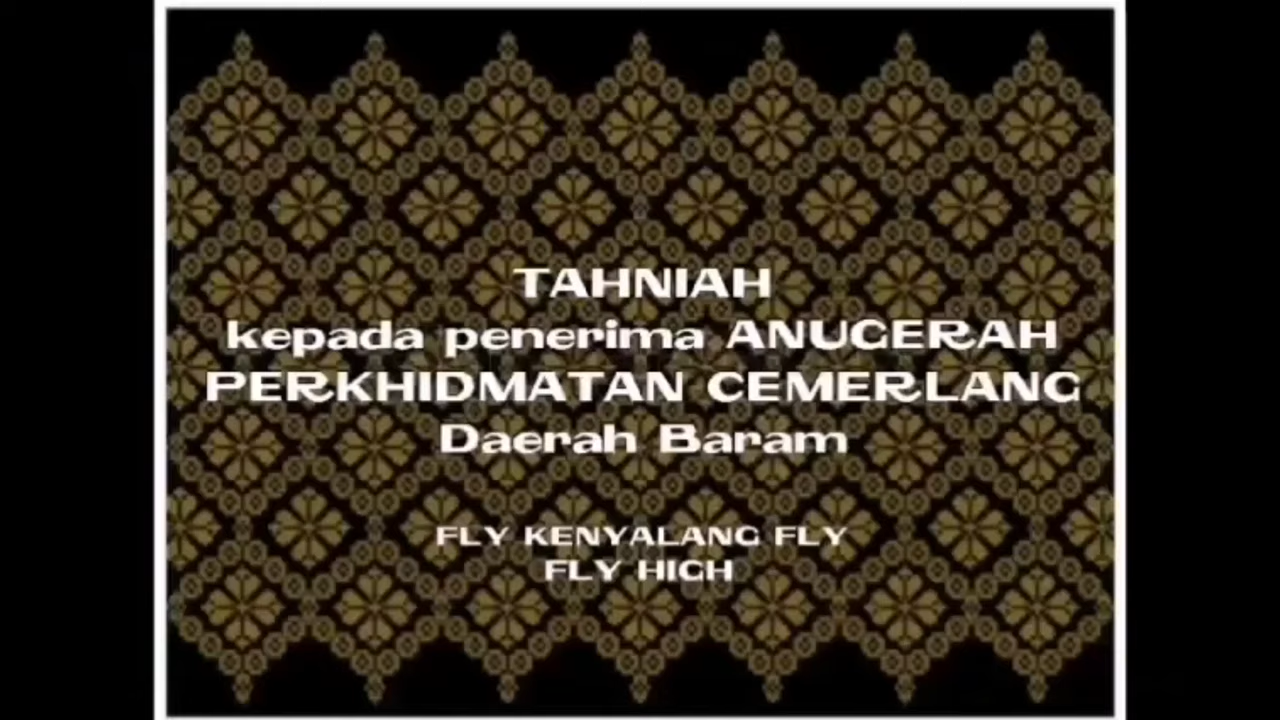 TAHNIAH
kepada penerima ANUGERAH
PERKHIDMATAN CEMERLANG
Daerah Baram
FLY KENYALANG FLY
FLY HIGH